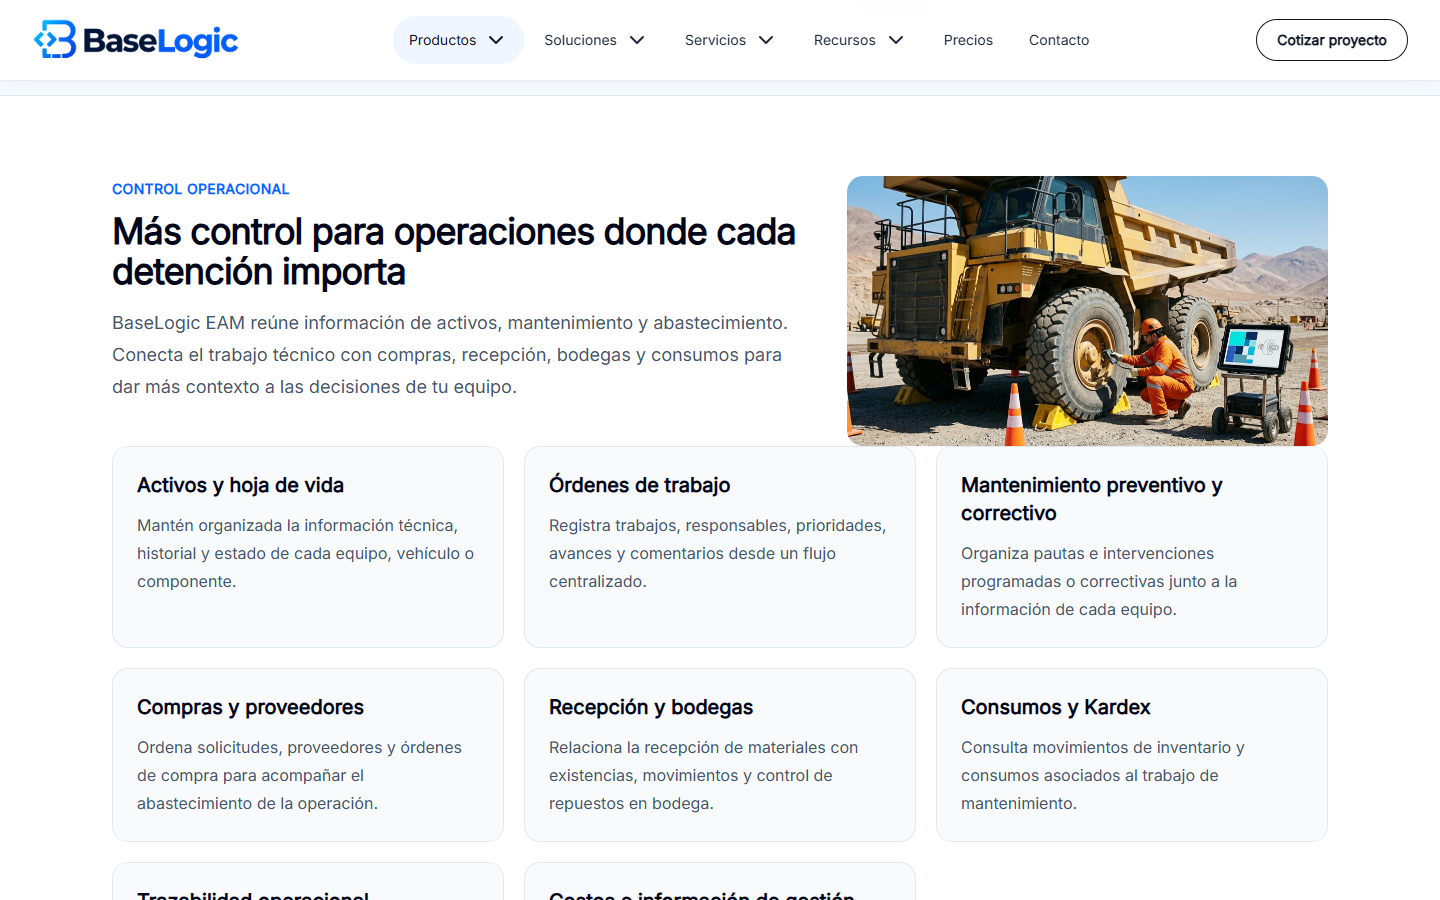 BaseLogic
Productos
Soluciones
Servicios
Recursos
Precios
Contacto
Cotizar proyecto
CONTROL OPERACIONAL
Más control para operaciones donde cada
detención importa
BaseLogic EAM reúne información de activos, mantenimiento y abastecimiento.
Conecta el trabajo técnico con compras, recepción, bodegas y consumos para
dar más contexto a las decisiones de tu equipo.
Activos y hoja de vida
Mantén organizada la información técnica,
historial y estado de cada equipo, vehículo o
componente.
Órdenes de trabajo
Registra trabajos, responsables, prioridades,
avances y comentarios desde un flujo
centralizado.
Mantenimiento preventivo y
correctivo
Organiza pautas e intervenciones
programadas o correctivas junto a la
información de cada equipo.
Compras y proveedores
Ordena solicitudes, proveedores y órdenes
de compra para acompañar el
abastecimiento de la operación.
Recepción y bodegas
Relaciona la recepción de materiales con
existencias, movimientos y control de
repuestos en bodega.
Consumos y Kardex
Consulta movimientos de inventario y
consumos asociados al trabajo de
mantenimiento.
Trazabilidad operacional
Costos e información de gestión